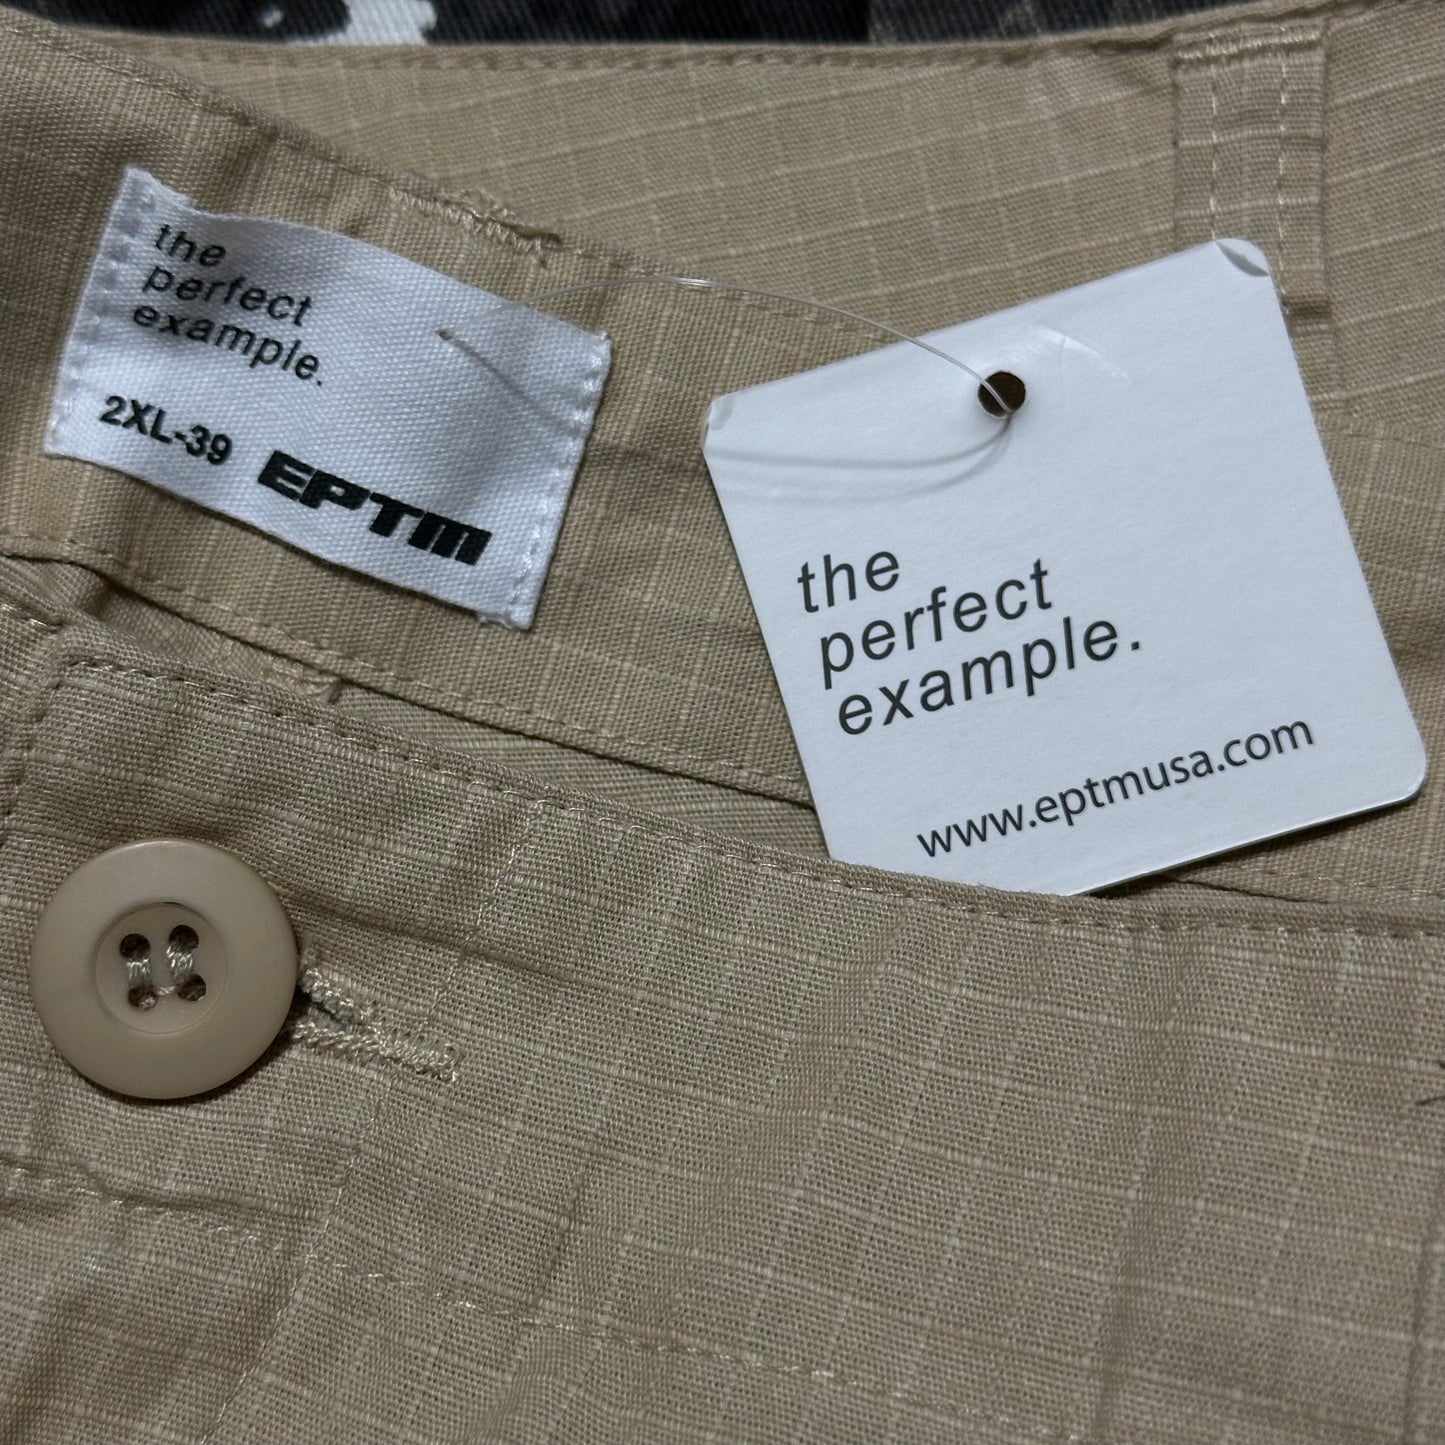 the
perfect
example.
2XL-39
EPTM
the
perfect
example.
www.eptmusa.com